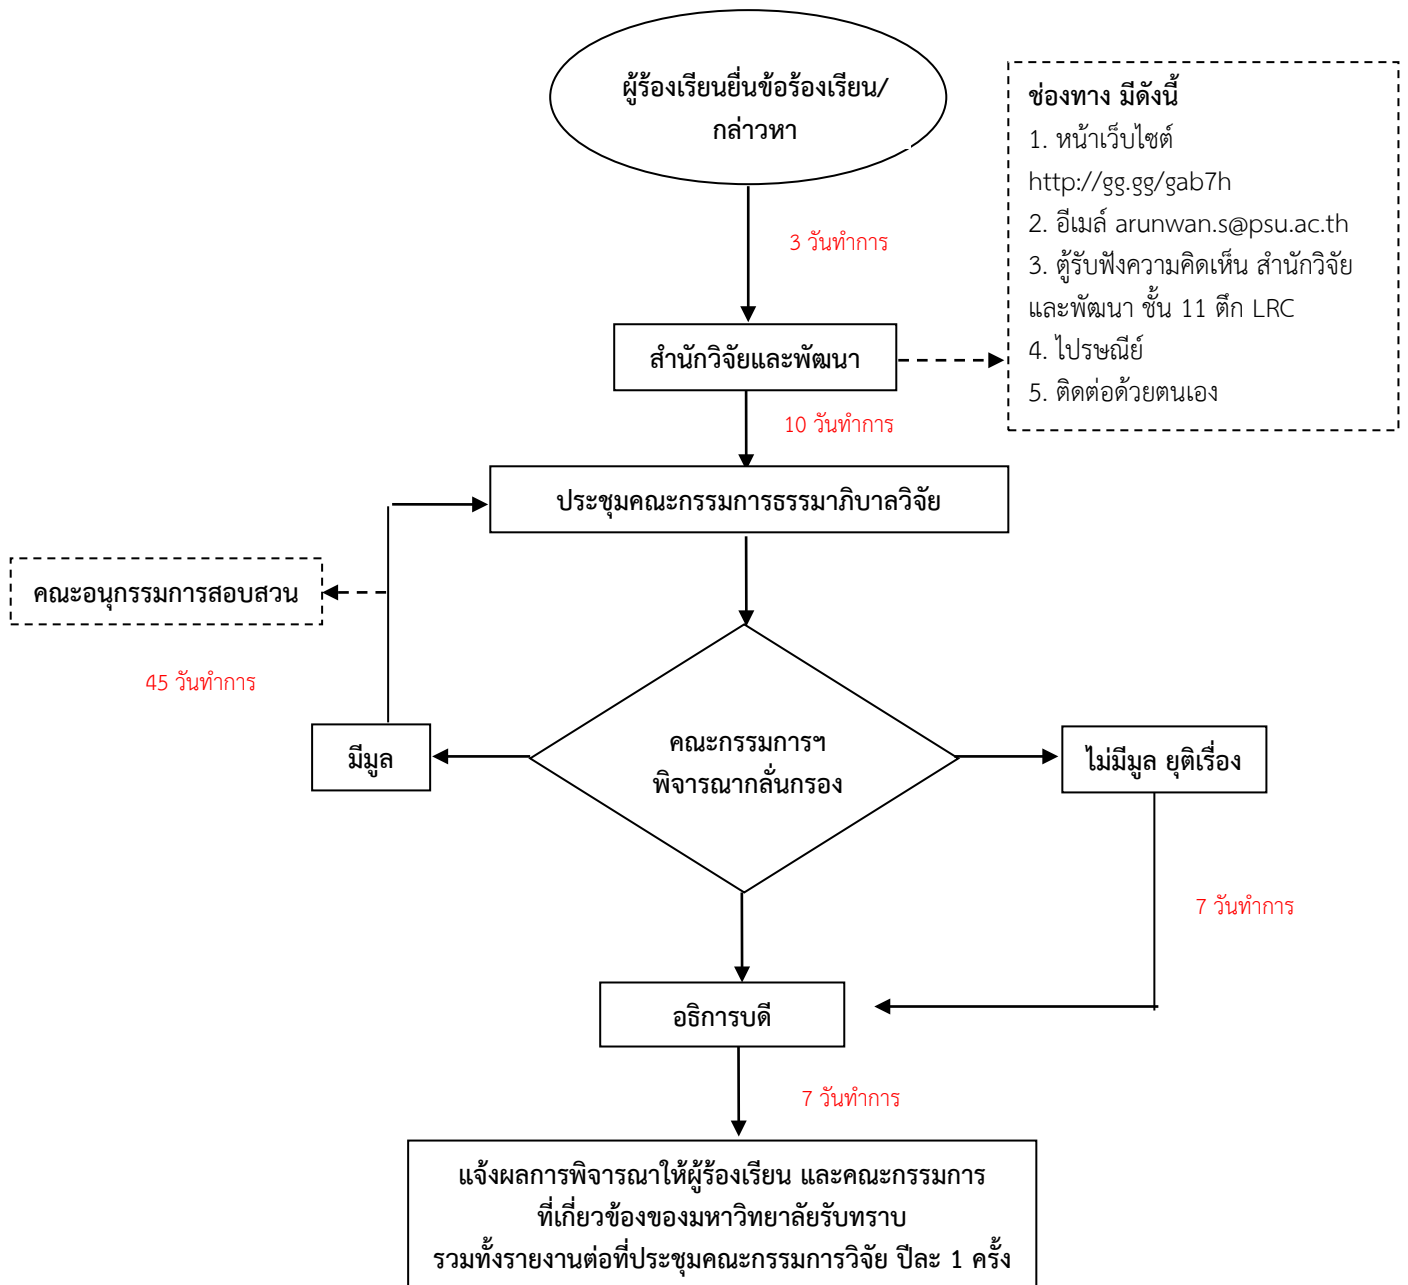 ผู้ร้องเรียนยื่นข้อร้องเรียน/
กล่าวหา
ช่องทาง มีดังนี้
1. หน้าเว็บไซต์
http://gg.gg/gab7h
2. อีเมล์ arunwan.s@psu.ac.th
3. ตู้รับฟังความคิดเห็น สำนักวิจัย
และพัฒนา ชั้น 11 ตึก LRC
4. ไปรษณีย์
5. ติดต่อด้วยตนเอง
3 วันทำการ
สำนักวิจัยและพัฒนา
10 วันทำการ
ประชุมคณะกรรมการธรรมาภิบาลวิจัย
คณะอนุกรรมการสอบสวน
45 วันทำการ
มีมูล
คณะกรรมการฯ
พิจารณากลั่นกรอง
ไม่มีมูล ยุติเรื่อง
7 วันทำการ
อธิการบดี
7 วันทำการ
แจ้งผลการพิจารณาให้ผู้ร้องเรียน และคณะกรรมการ
ที่เกี่ยวข้องของมหาวิทยาลัยรับทราบ
รวมทั้งรายงานต่อที่ประชุมคณะกรรมการวิจัย ปีละ 1 ครั้ง